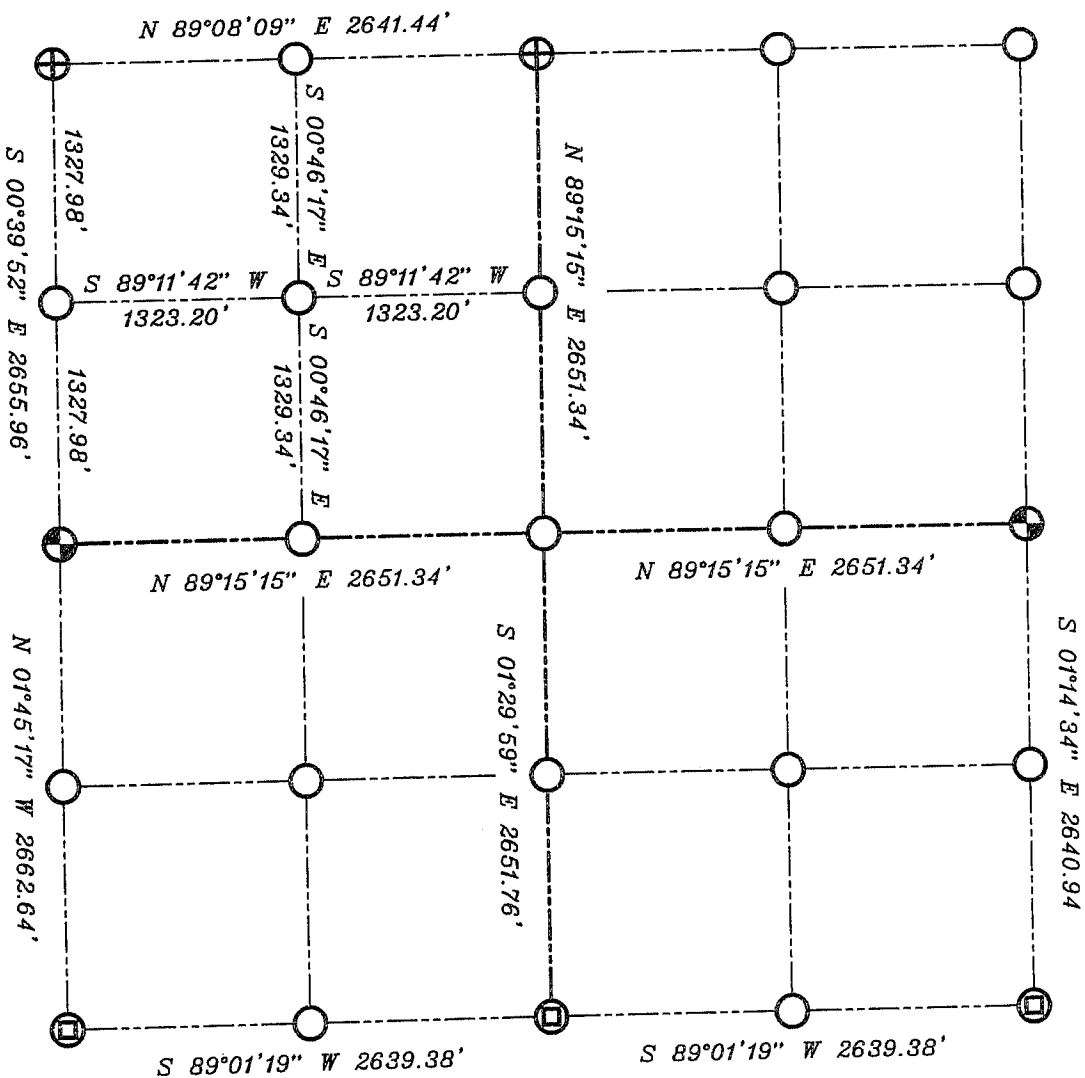 N 89°08'09" E 2641.44'
S 00°46'17" E
1329.34'
1327.98'
S 00°39'52" E 2655.96'
N 89°15'15" E 2651.34'
S 89°11'42" W
1323.20'
S 89°11'42" W
1323.20'
S 00°46'17" E
1329.34'
1327.98'
N 89°15'15" E 2651.34'
N 89°15'15" E 2651.34'
N 01°45'17" W 2662.64'
S 01°29'59" E 2651.76'
S 01°14'34" E 2640.94
S 89°01'19" W 2639.38'
S 89°01'19" W 2639.38'